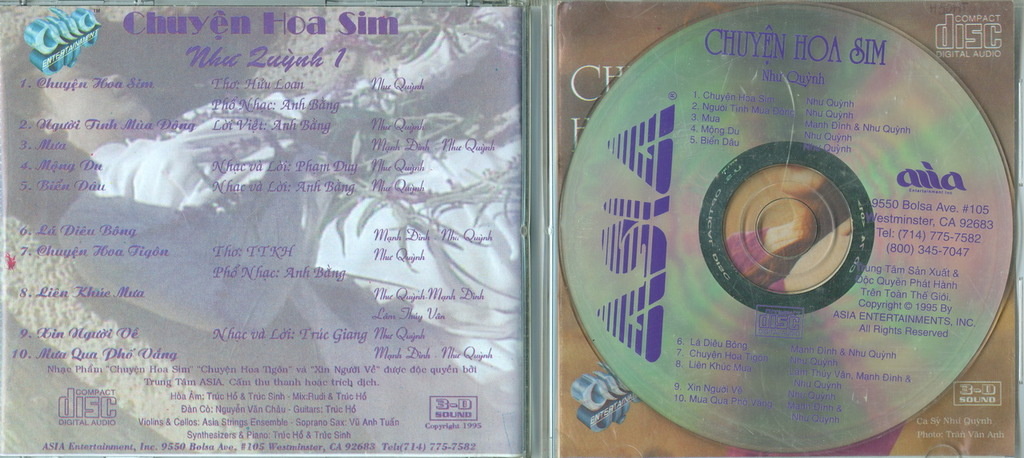 Asia
ENTERTAINMENT
TM
Chuyện Hoa Sim
Như Quỳnh 1
1. Chuyện Hoa Sim Thơ: Hữu Loan Như Quỳnh
Phổ Nhạc: Anh Bằng
2. Người Tình Mùa Đông Lời Việt: Anh Bằng Như Quỳnh
3. Mưa Mạnh Đình - Như Quỳnh
4. Mộng Du Nhạc và Lời: Phạm Duy Như Quỳnh
5. Biển Dâu Nhạc và Lời: Anh Bằng Như Quỳnh
6. Lá Diêu Bông Mạnh Đình - Như Quỳnh
7. Chuyện Hoa Tigôn Thơ: TTKH Như Quỳnh
Phổ Nhạc: Anh Bằng
8. Liên Khúc Mưa Như Quỳnh Mạnh Đình
Lâm Thúy Vân
9. Xin Người Về Nhạc và Lời: Trúc Giang Như Quỳnh
10. Mưa Qua Phố Vắng Mạnh Đình - Như Quỳnh
Nhạc Phẩm "Chuyện Hoa Sim" "Chuyện Hoa Tigôn" và "Xin Người Về" được độc quyền bởi
Trung Tâm ASIA. Cấm thu thanh hoặc trích dịch.
Hòa Âm: Trúc Hồ & Trúc Sinh - Mix:Rudi & Trúc Hồ
Đàn Cò: Nguyễn Văn Châu - Guitars: Trúc Hồ
Violins & Cellos: Asia Strings Ensemble - Soprano Sax: Vũ Anh Tuấn
Synthesizers & Piano: Trúc Hồ & Trúc Sinh
COMPACT
disc
DIGITAL AUDIO
3-D
SOUND
Copyright 1995
ASIA Entertainment, Inc. 9550 Bolsa Ave, #105 Westminster, CA 92683 Tel:(714) 775-7582
CHUYỆN HOA SIM
Như Quỳnh
1. Chuyện Hoa Sim Như Quỳnh
2. Người Tình Mùa Đông Như Quỳnh
3. Mưa Mạnh Đình & Như Quỳnh
4. Mộng Du Như Quỳnh
5. Biển Dâu Như Quỳnh
ASIA
®
asia
Entertainment Inc
9550 Bolsa Ave. #105
Westminster, CA 92683
Tel: (714) 775-7582
(800) 345-7047
Trung Tâm Sản Xuất &
Độc Quyền Phát Hành
Trên Toàn Thế Giới.
Copyright © 1995 By
ASIA ENTERTAINMENTS, INC.
All Rights Reserved
disc
6. Lá Diêu Bông Mạnh Đình & Như Quỳnh
7. Chuyện Hoa Tigôn Như Quỳnh
8. Liên Khúc Mưa Lâm Thúy Vân, Mạnh Đình &
Như Quỳnh
9. Xin Người Về Như Quỳnh
10. Mưa Qua Phố Vắng Mạnh Đình &
Như Quỳnh
COMPACT
disc
DIGITAL AUDIO
CH
Asia
ENTERTAINMENT
3-D
SOUND
Ca Sỹ Như Quỳnh
Photo: Trần Văn Anh